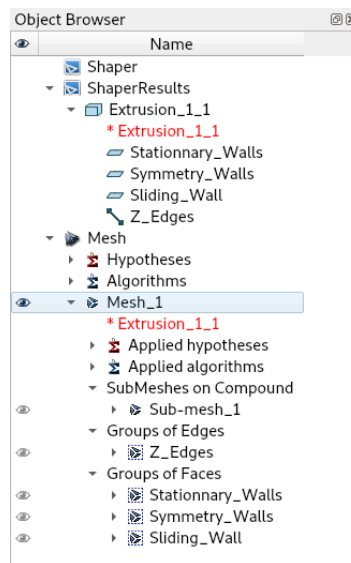 Object Browser
Name
Shaper
ShaperResults
Extrusion_1_1
* Extrusion_1_1
Stationnary_Walls
Symmetry_Walls
Sliding_Wall
Z_Edges
Mesh
Hypotheses
Algorithms
Mesh_1
* Extrusion_1_1
Applied hypotheses
Applied algorithms
SubMeshes on Compound
Sub-mesh_1
Groups of Edges
Z_Edges
Groups of Faces
Stationnary_Walls
Symmetry_Walls
Sliding_Wall